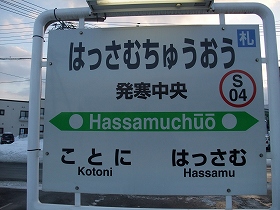 札
はっさむちゅうおう
発寒中央
S
04
Hassamuchūō
ことに はっさむ
Kotoni Hassamu